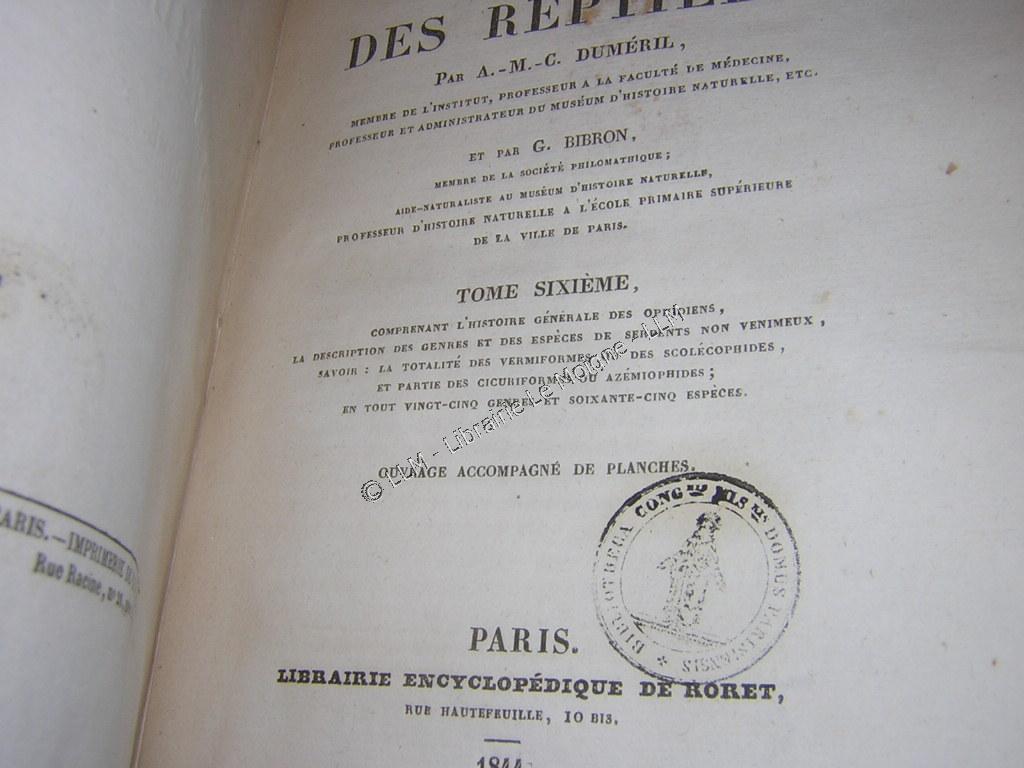 DES REPTILES
PAR A.-M.-C. DUMÉRIL,
MEMBRE DE L'INSTITUT, PROFESSEUR A LA FACULTÉ DE MÉDECINE,
PROFESSEUR ET ADMINISTRATEUR DU MUSÉUM D'HISTOIRE NATURELLE, ETC.
ET PAR G. BIBRON,
MEMBRE DE LA SOCIÉTÉ PHILOMATHIQUE;
AIDE-NATURALISTE AU MUSÉUM D'HISTOIRE NATURELLE,
PROFESSEUR D'HISTOIRE NATURELLE A L'ÉCOLE PRIMAIRE SUPÉRIEURE
DE LA VILLE DE PARIS.
TOME SIXIÈME,
COMPRENANT L'HISTOIRE GÉNÉRALE DES OPHIDIENS,
LA DESCRIPTION DES GENRES ET DES ESPÈCES DE SERPENTS NON VENIMEUX,
SAVOIR : LA TOTALITÉ DES VERMIFORMES OU DES SCOLÉCOPHIDES,
ET PARTIE DES CICURIFORMES OU AZÉMIOPHIDES;
EN TOUT VINGT-CINQ GENRES ET SOIXANTE-CINQ ESPÈCES.
OUVRAGE ACCOMPAGNÉ DE PLANCHES.
© LLM - Librairie Le Moine - LLM
BIBLIOTHECA CONG DOMUS PARISIENSIS
PARIS.
LIBRAIRIE ENCYCLOPÉDIQUE DE RORET,
RUE HAUTEFEUILLE, 10 BIS.
1844
PARIS.—IMPRIMERIE
Rue Racine, n°